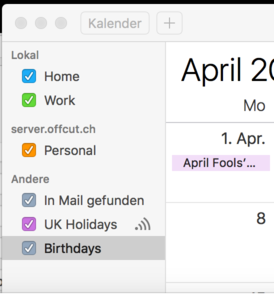 Kalender
Lokal
Home
Work
server.offcut.ch
Personal
Andere
In Mail gefunden
UK Holidays
Birthdays
April 20
Mo
1. Apr.
April Fools'...
8